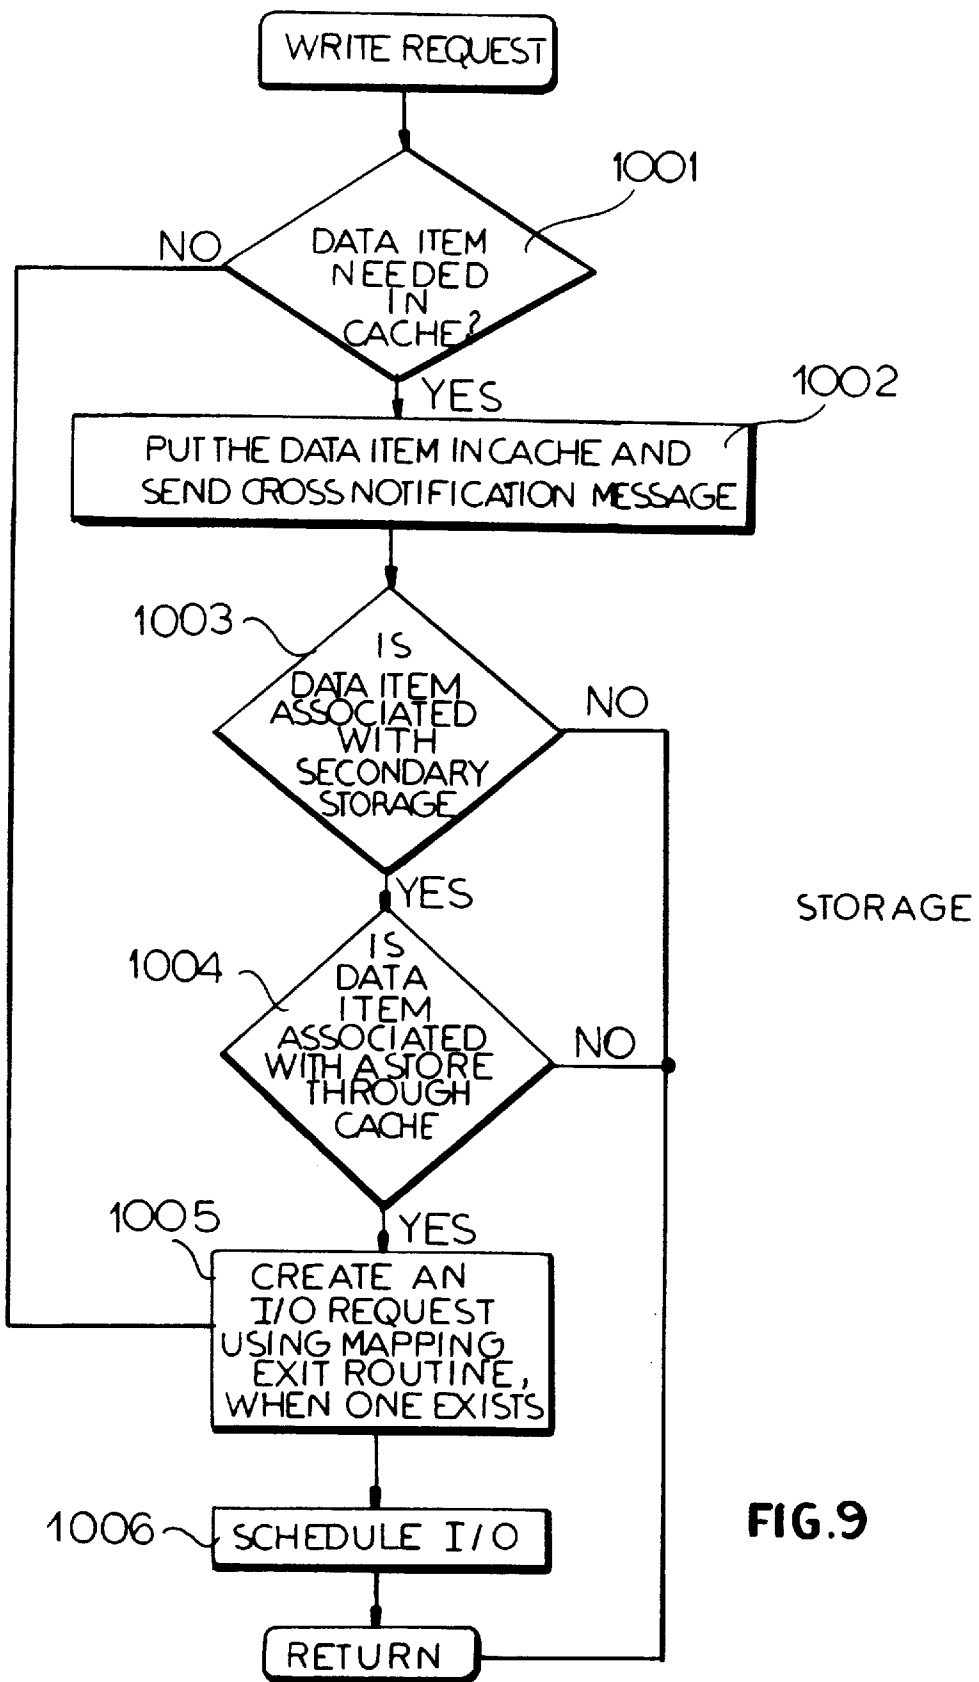 WRITE REQUEST
1001
NO
DATA ITEM
NEEDED
IN
CACHE?
YES
1002
PUT THE DATA ITEM IN CACHE AND
SEND CROSS NOTIFICATION MESSAGE
1003
IS
DATA ITEM
ASSOCIATED
WITH
SECONDARY
STORAGE
NO
YES
STORAGE
1004
IS
DATA
ITEM
ASSOCIATED
WITH A STORE
THROUGH
CACHE
NO
YES
1005
CREATE AN
I/O REQUEST
USING MAPPING
EXIT ROUTINE,
WHEN ONE EXISTS
1006
SCHEDULE I/O
FIG.9
RETURN